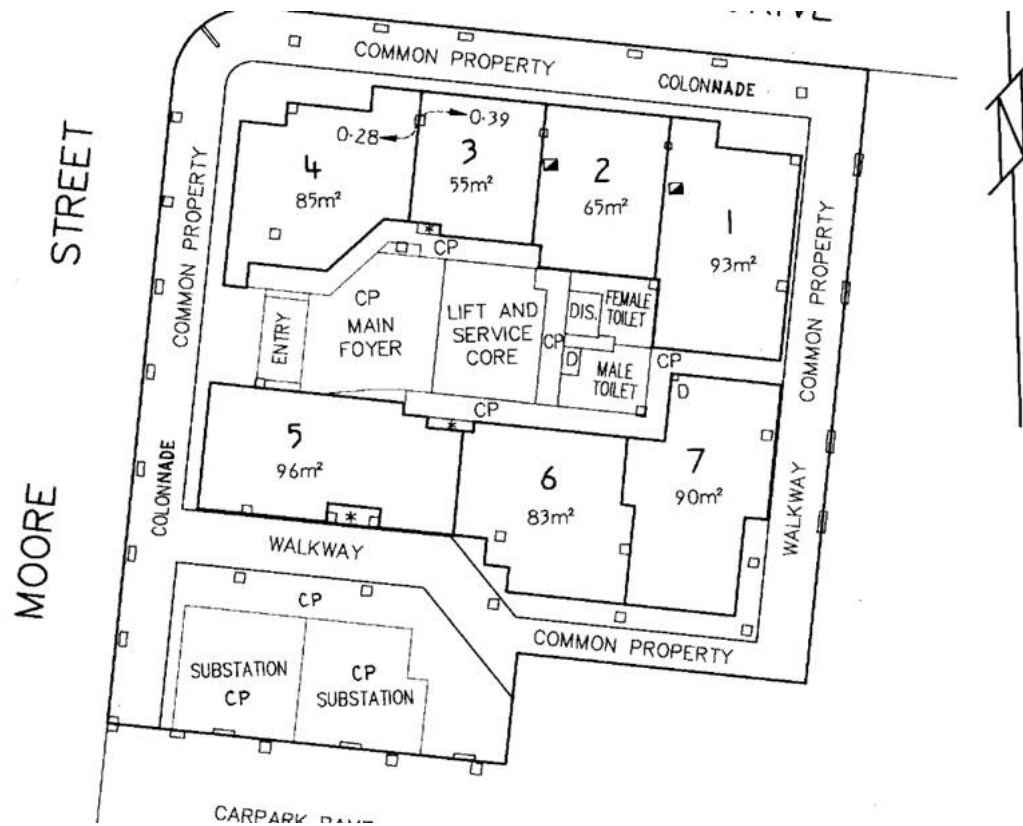 COMMON PROPERTY
COLONNADE
0·28
0·39
4
85m²
3
55m²
2
65m²
1
93m²
STREET
COMMON PROPERTY
*
CP
CP
MAIN
FOYER
ENTRY
LIFT AND
SERVICE
CORE
CP
DIS.
FEMALE
TOILET
D
MALE
TOILET
CP
D
COMMON PROPERTY
CP
*
5
96m²
6
83m²
7
90m²
*
COLONNADE
WALKWAY
WALKWAY
MOORE
CP
COMMON PROPERTY
SUBSTATION
CP
CP
SUBSTATION
CARPARK